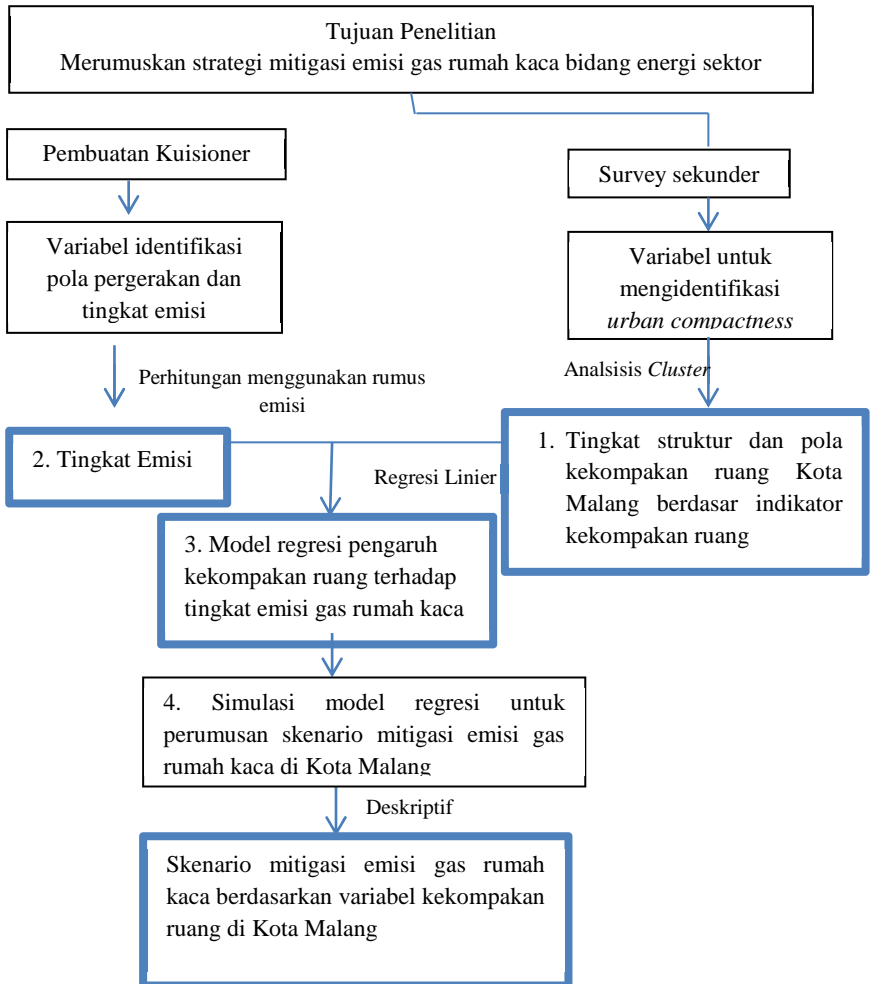 Tujuan Penelitian
Merumuskan strategi mitigasi emisi gas rumah kaca bidang energi sektor
Pembuatan Kuisioner
Survey sekunder
Variabel identifikasi
pola pergerakan dan
tingkat emisi
Variabel untuk
mengidentifikasi
urban compactness
Perhitungan menggunakan rumus
emisi
Analsisis Cluster
2. Tingkat Emisi
1. Tingkat struktur dan pola
kekompakan ruang Kota
Malang berdasar indikator
kekompakan ruang
Regresi Linier
3. Model regresi pengaruh
kekompakan ruang terhadap
tingkat emisi gas rumah kaca
4. Simulasi model regresi untuk
perumusan skenario mitigasi emisi gas
rumah kaca di Kota Malang
Deskriptif
Skenario mitigasi emisi gas rumah
kaca berdasarkan variabel kekompakan
ruang di Kota Malang